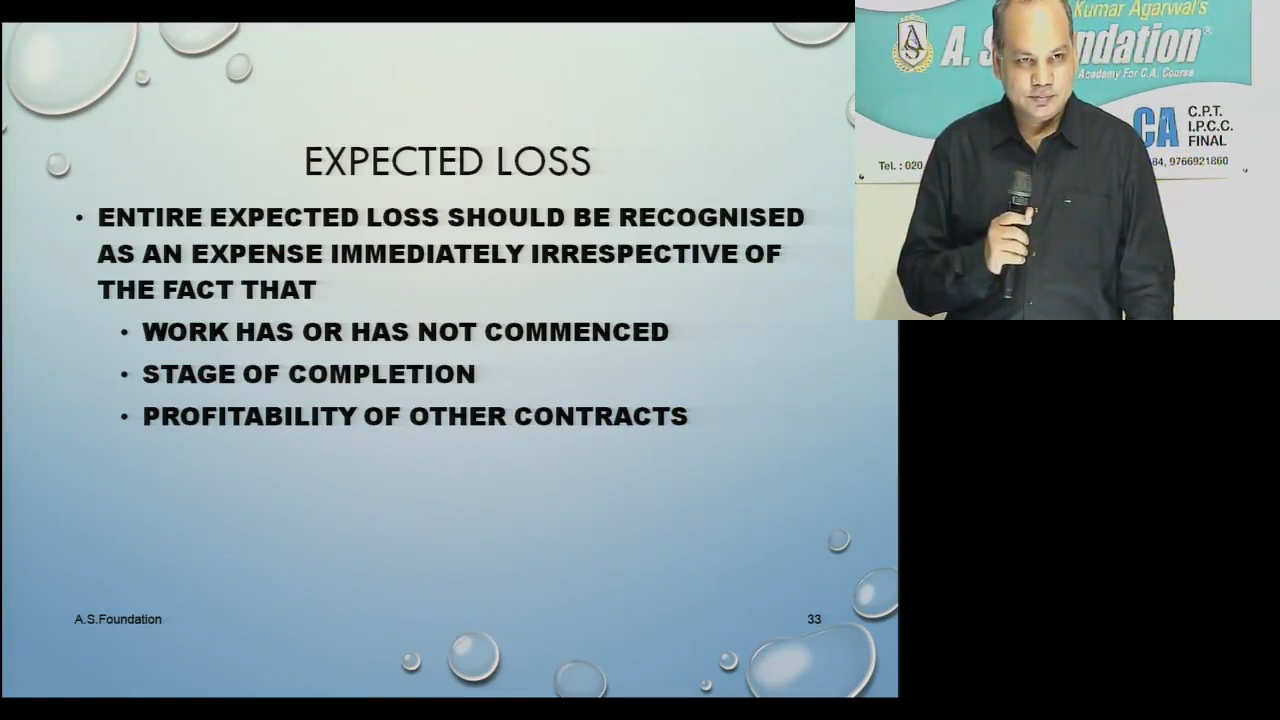 EXPECTED LOSS
• ENTIRE EXPECTED LOSS SHOULD BE RECOGNISED
AS AN EXPENSE IMMEDIATELY IRRESPECTIVE OF
THE FACT THAT
• WORK HAS OR HAS NOT COMMENCED
• STAGE OF COMPLETION
• PROFITABILITY OF OTHER CONTRACTS
A.S.Foundation
33
Kumar Agarwal's
A. S. ndation®
Academy For C.A. Course
CA
C.P.T.
I.P.C.C.
FINAL
Tel. : 020
84, 9766921860